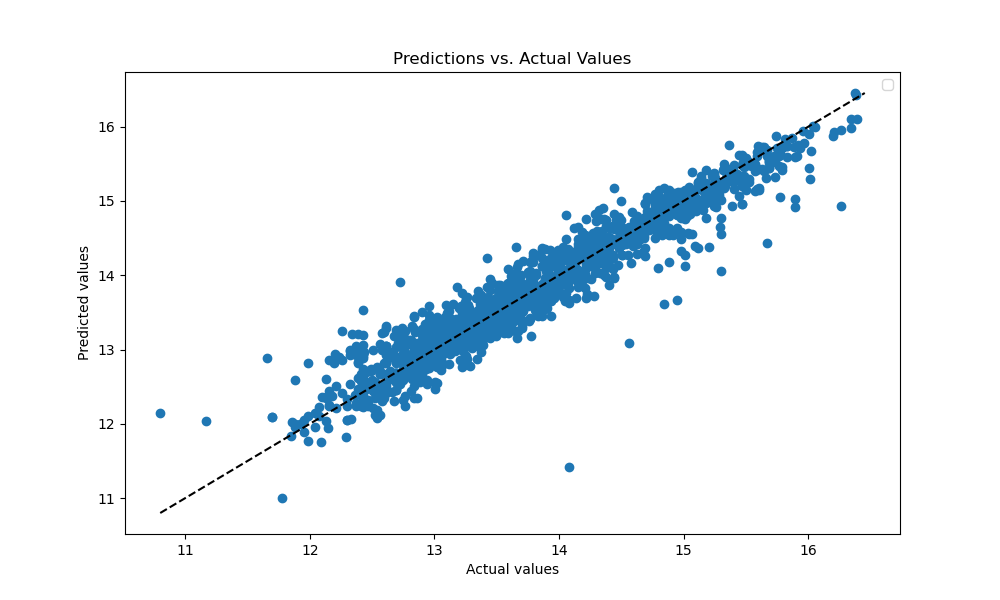 Predictions vs. Actual Values
16
15
14
13
12
11
Predicted values
11 12 13 14 15 16
Actual values